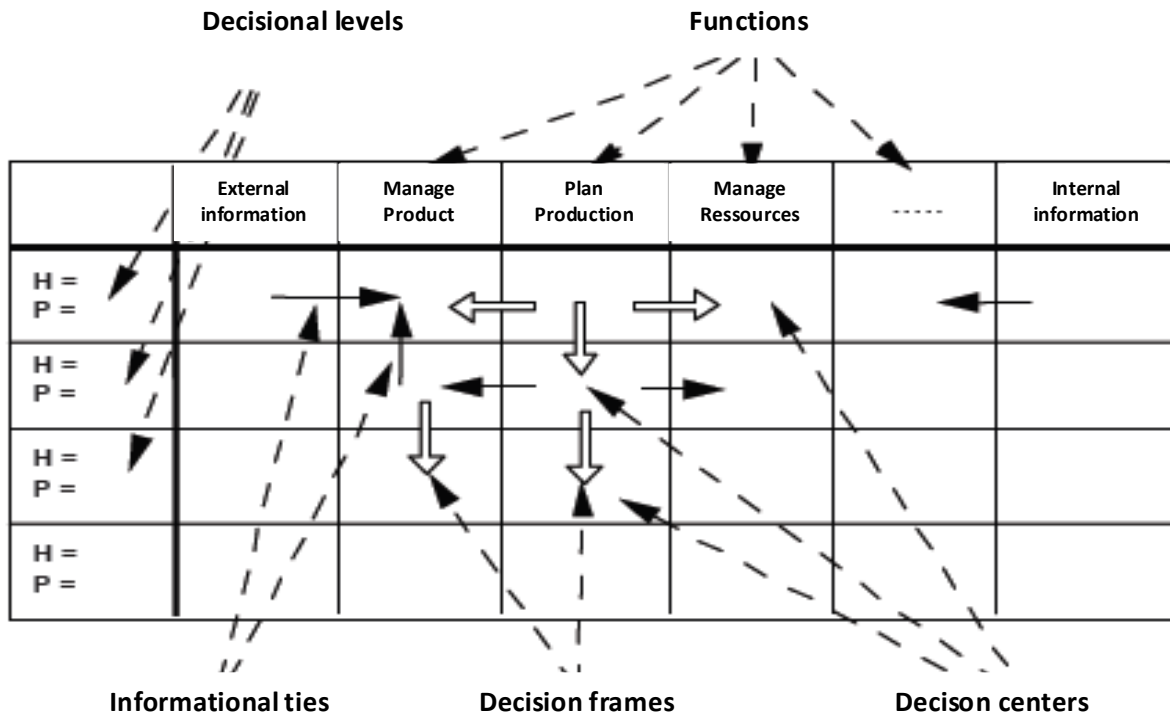 Decisional levels
Functions
External
information
Manage
Product
Plan
Production
Manage
Ressources
------
Internal
information
H =
P =
H =
P =
H =
P =
H =
P =
Informational ties
Decision frames
Decison centers